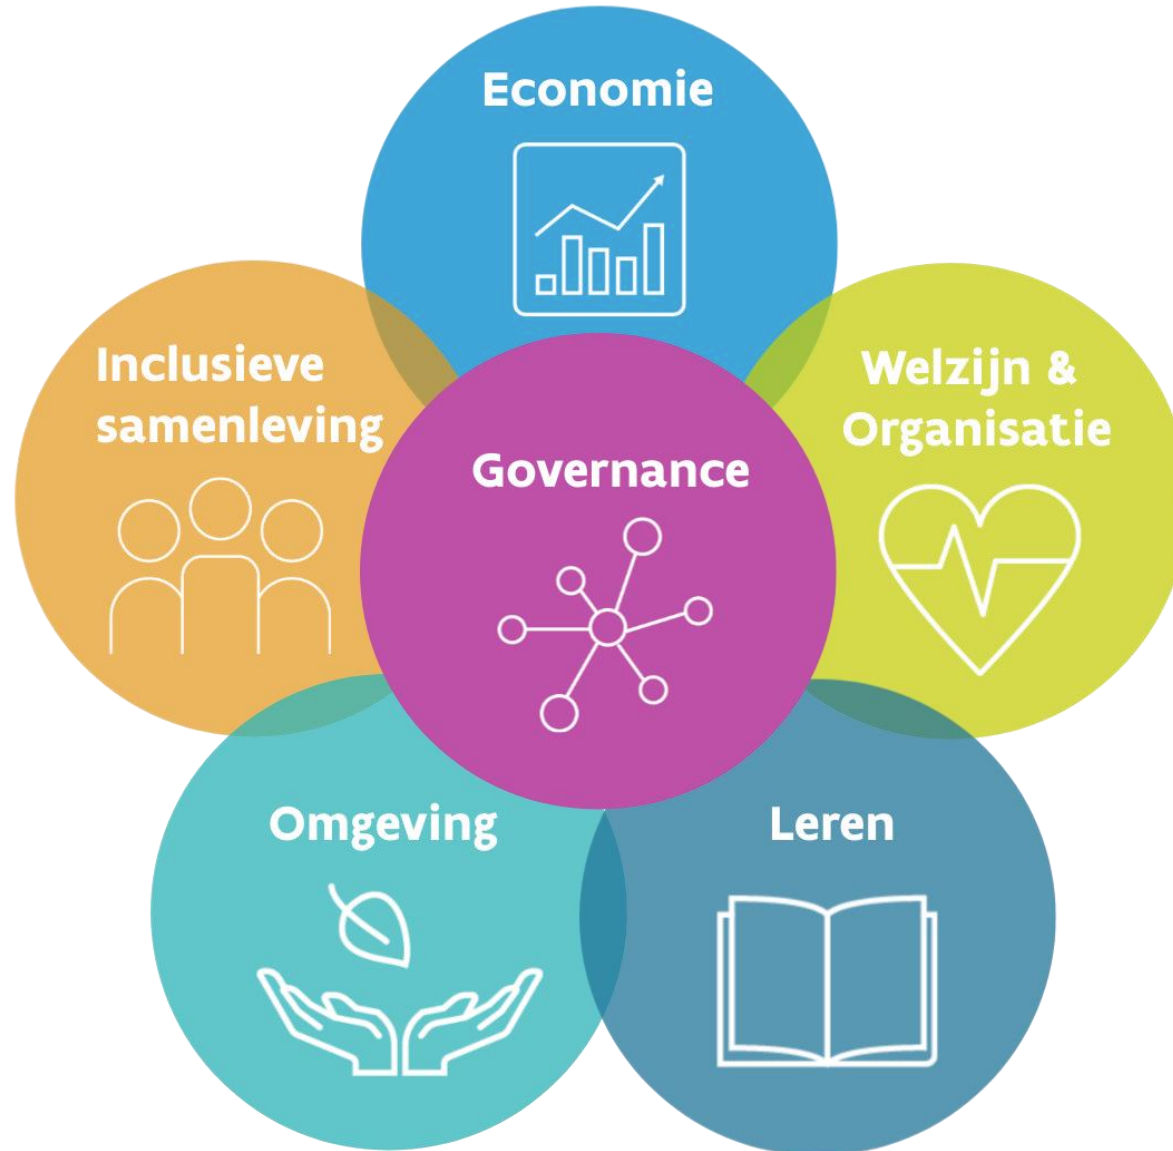 Economie
Inclusieve
samenleving
Welzijn &
Organisatie
Governance
Omgeving
Leren